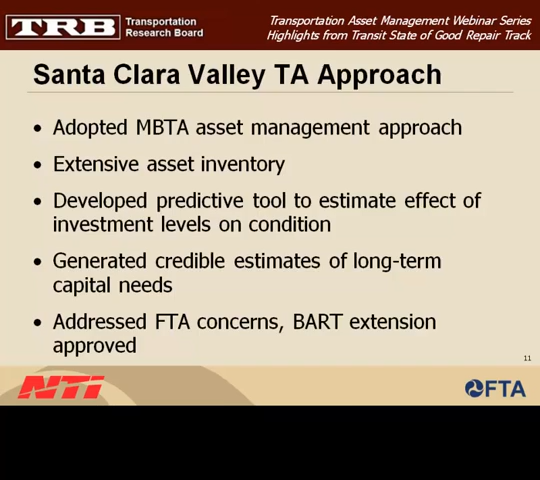 TRB
Transportation
Research Board
Transportation Asset Management Webinar Series
Highlights from Transit State of Good Repair Track
Santa Clara Valley TA Approach
• Adopted MBTA asset management approach
• Extensive asset inventory
• Developed predictive tool to estimate effect of
investment levels on condition
• Generated credible estimates of long-term
capital needs
• Addressed FTA concerns, BART extension
approved
11
NTI
FTA